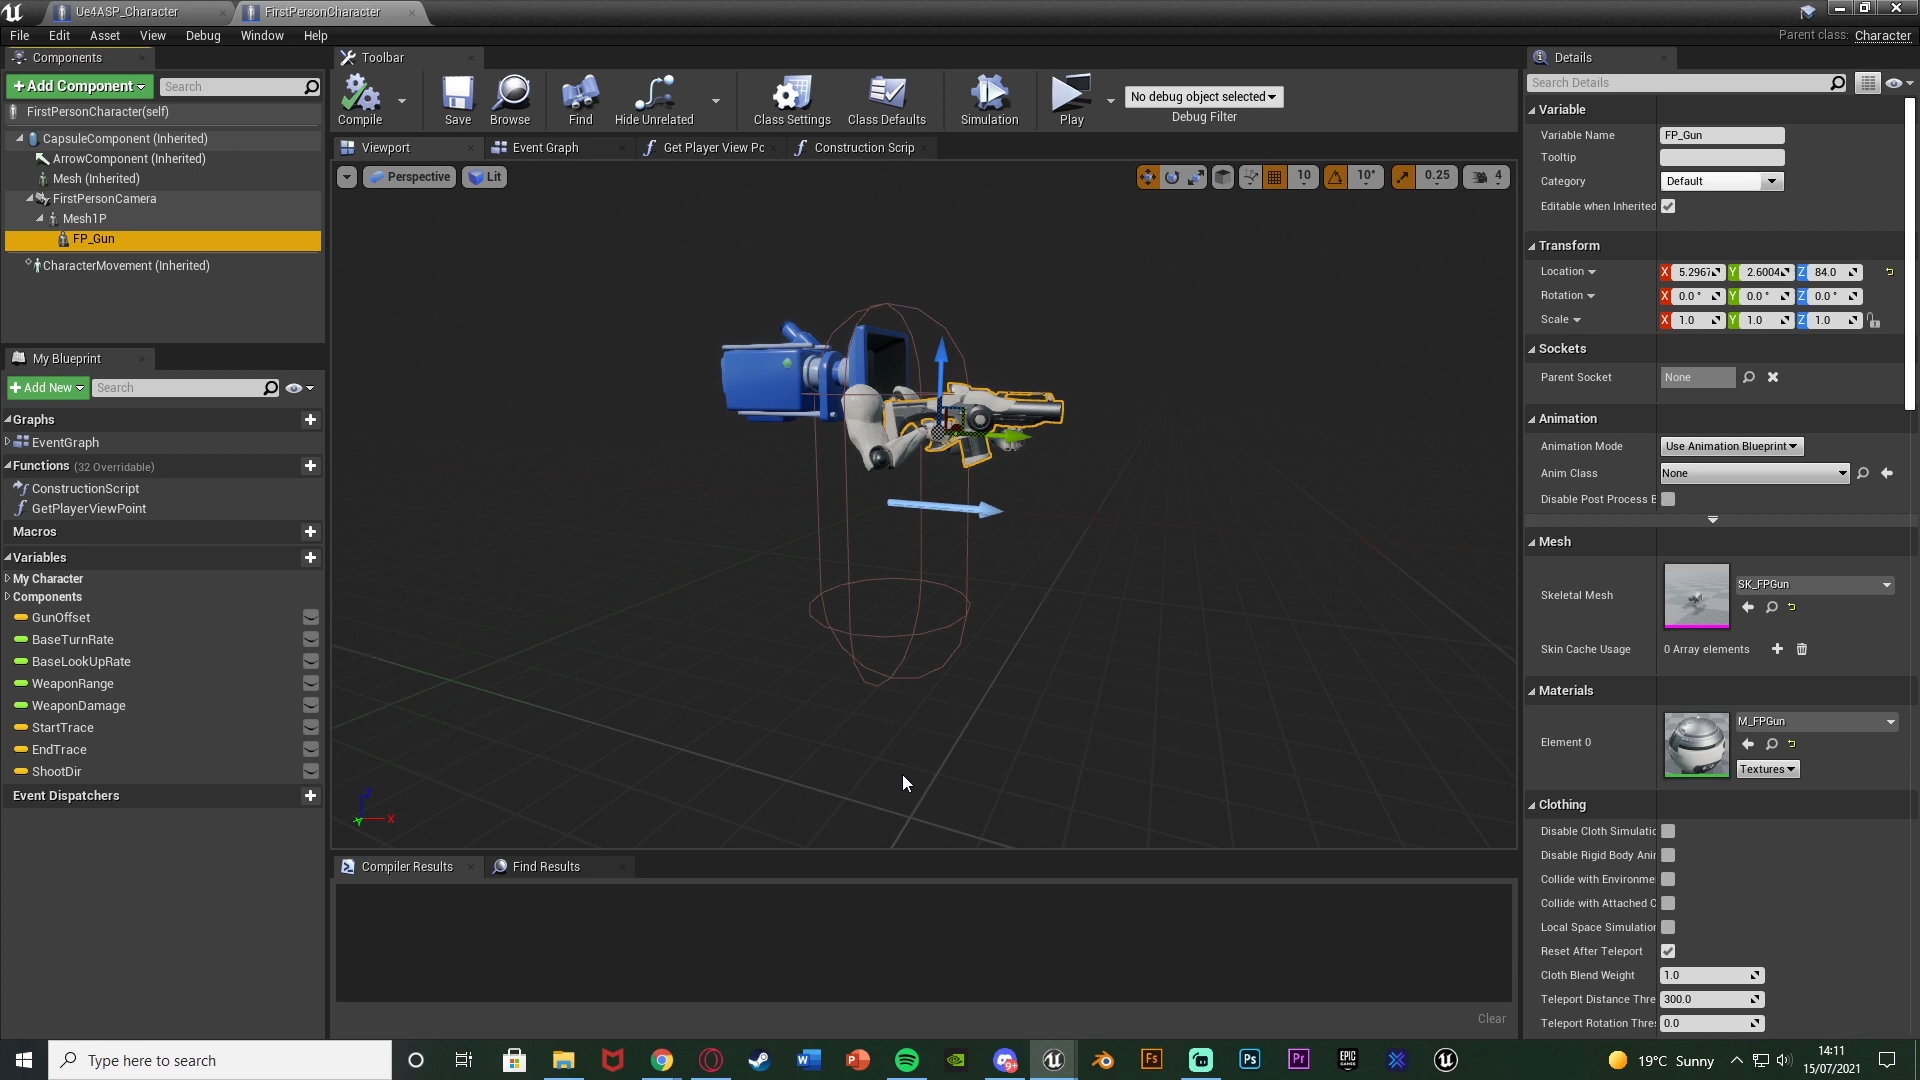 Ue4ASP_Character
FirstPersonCharacter
File Edit Asset View Debug Window Help
Parent class: Character
Components
+ Add Component
Search
FirstPersonCharacter(self)
CapsuleComponent (Inherited)
ArrowComponent (Inherited)
Mesh (Inherited)
FirstPersonCamera
Mesh1P
FP_Gun
CharacterMovement (Inherited)
My Blueprint
+ Add New
Search
Graphs
EventGraph
Functions (32 Overridable)
ConstructionScript
GetPlayerViewPoint
Macros
Variables
My Character
Components
GunOffset
BaseTurnRate
BaseLookUpRate
WeaponRange
WeaponDamage
StartTrace
EndTrace
ShootDir
Event Dispatchers
Toolbar
Compile
Save
Browse
Find
Hide Unrelated
Class Settings
Class Defaults
Simulation
Play
No debug object selected
Debug Filter
Viewport
Event Graph
Get Player View Pc
Construction Scrip
Perspective
Lit
10
10°
0.25
4
X
Y
Compiler Results
Find Results
Clear
Details
Search Details
Variable
Variable Name FP_Gun
Tooltip
Category Default
Editable when Inherited
Transform
Location X 5.2967 Y 2.6004 Z 84.0
Rotation X 0.0 ° Y 0.0 ° Z 0.0 °
Scale X 1.0 Y 1.0 Z 1.0
Sockets
Parent Socket None
Animation
Animation Mode Use Animation Blueprint
Anim Class None
Disable Post Process B
Mesh
Skeletal Mesh SK_FPGun
Skin Cache Usage 0 Array elements
Materials
Element 0 M_FPGun
Textures
Clothing
Disable Cloth Simulatic
Disable Rigid Body Anir
Collide with Environme
Collide with Attached C
Local Space Simulation
Reset After Teleport
Cloth Blend Weight 1.0
Teleport Distance Thre 300.0
Teleport Rotation Thres 0.0
Type here to search
W
P
9+
Fs
Ps
Pr
EPIC GAMES
19°C Sunny
14:11
15/07/2021